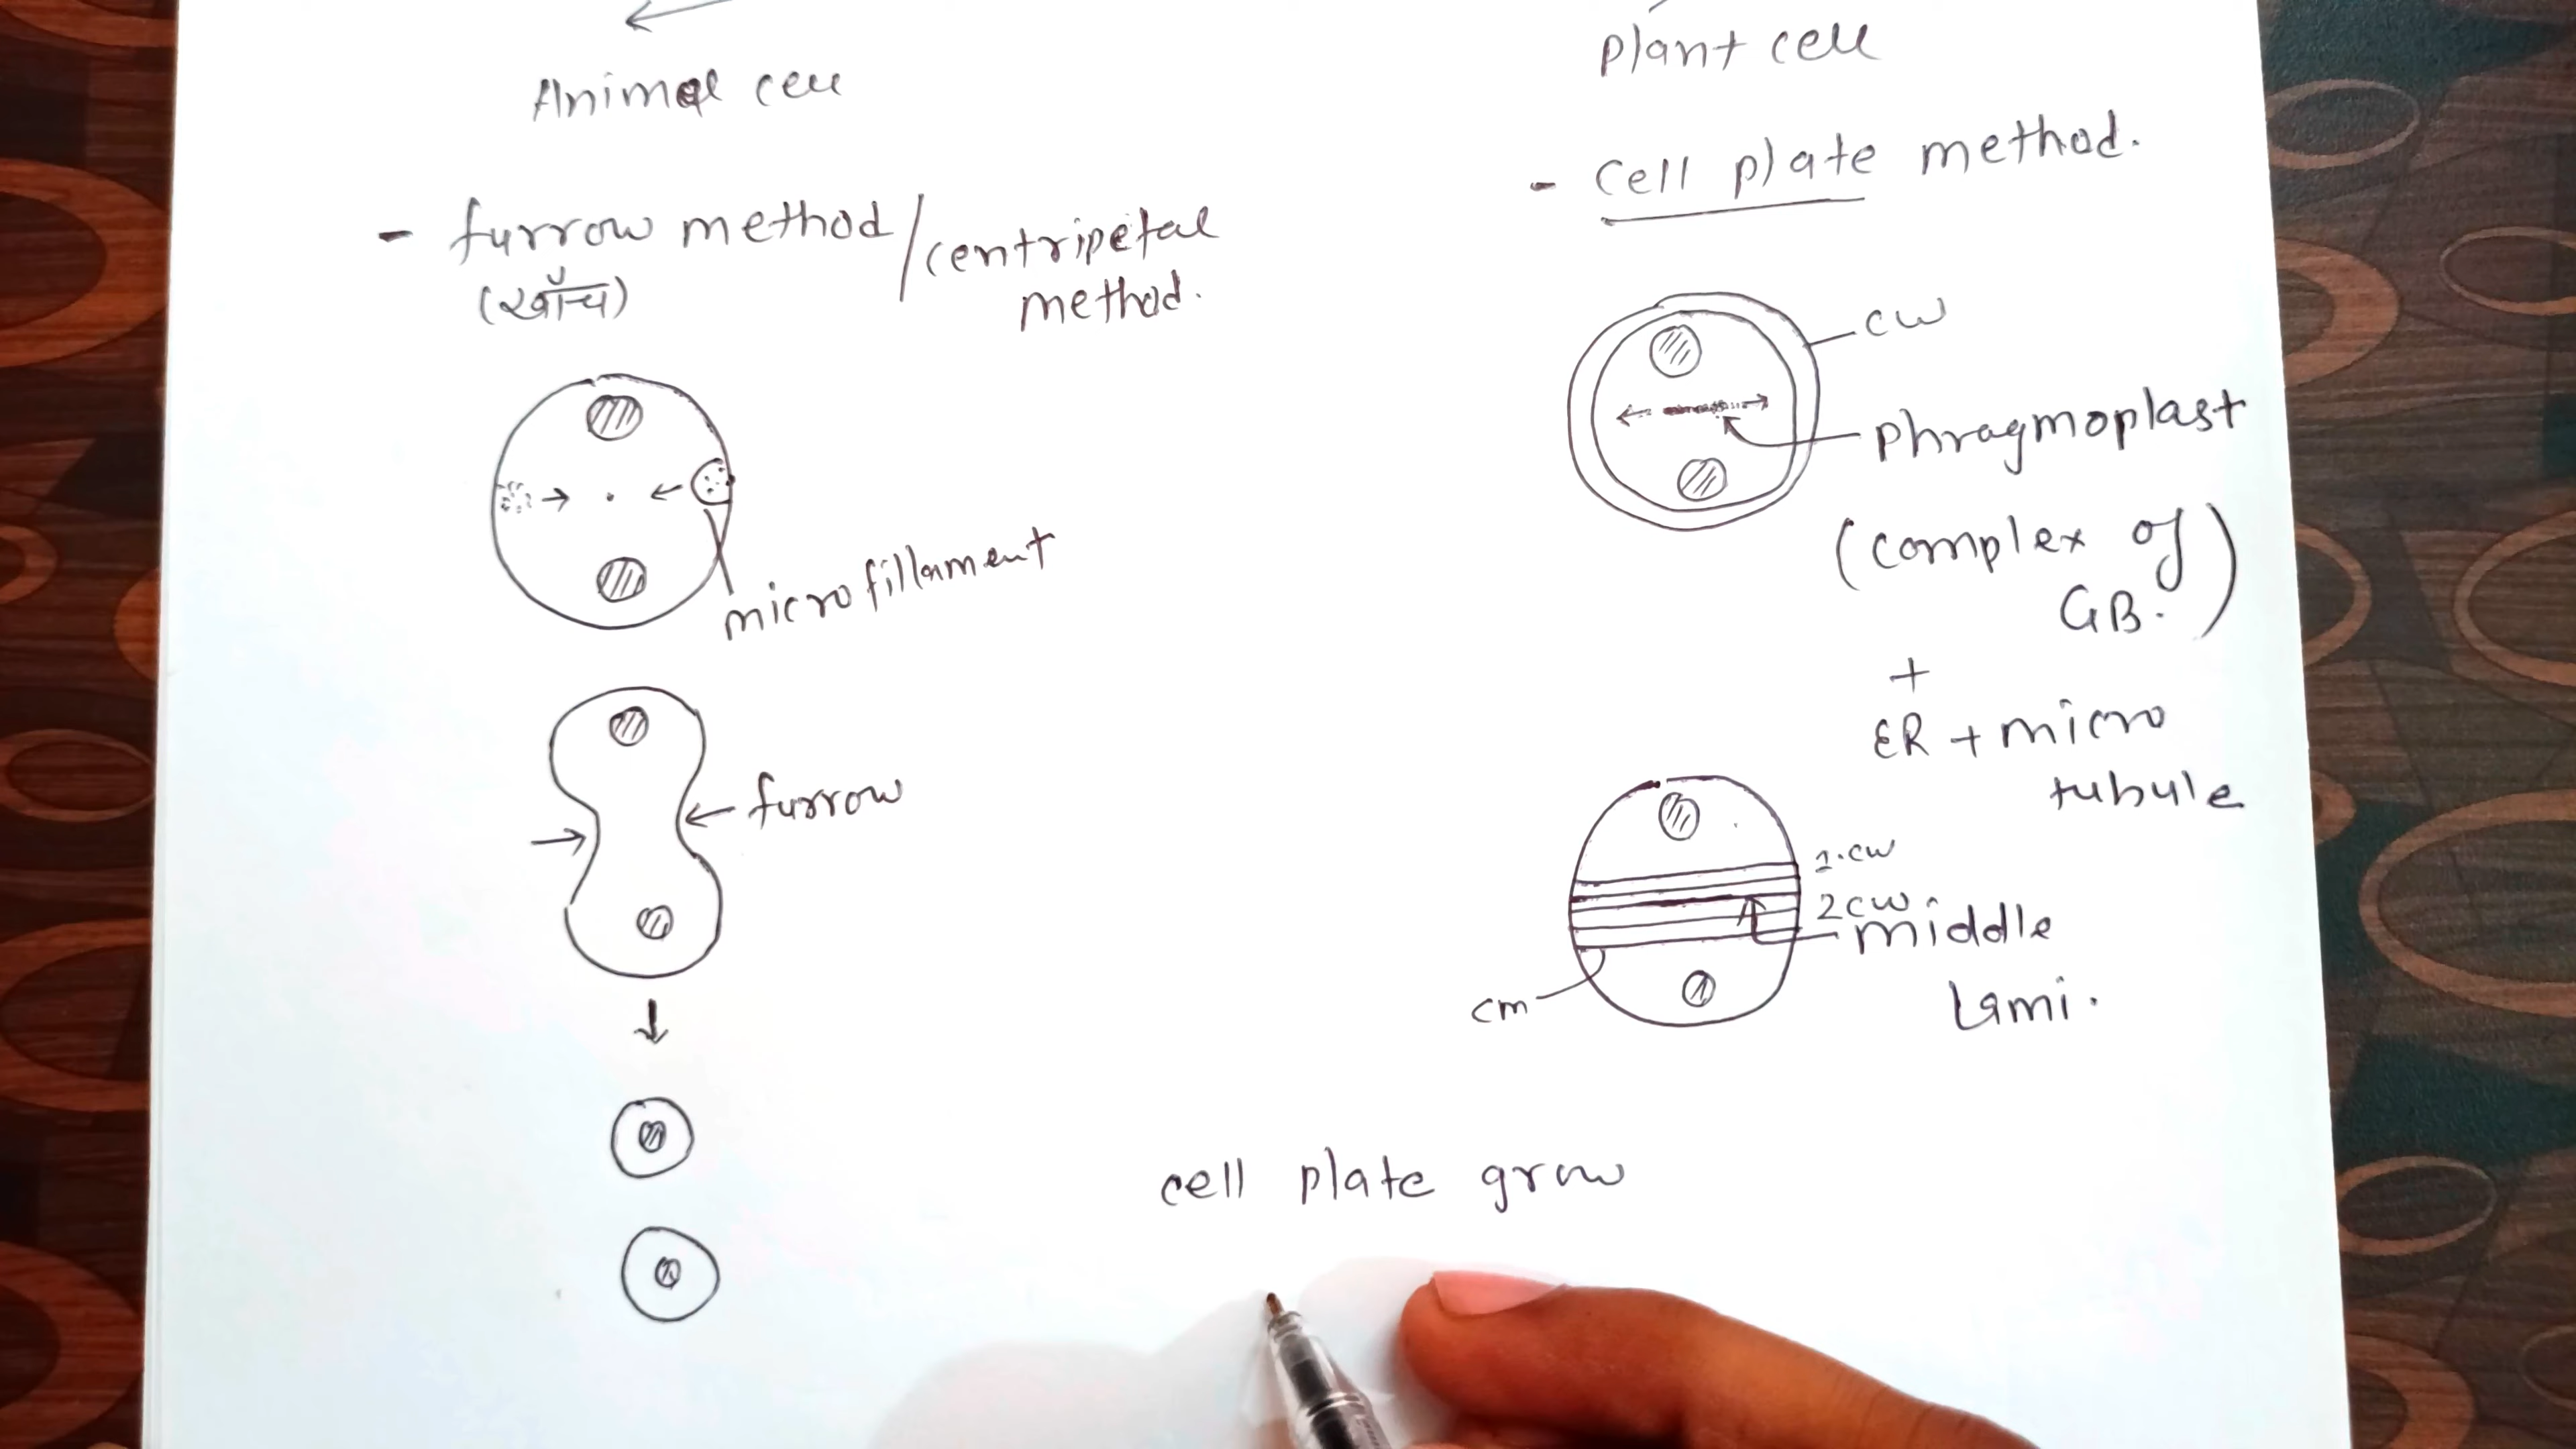 Animal cell
- furrow method/centripetal
method.
(खाँच)
microfillament
furrow
Plant cell
- Cell plate method.
cw
phragmoplast
(complex of
GB.)
+
ER + micro
tubule
1.cw
2cw
middle
Lami.
cm
cell plate grow